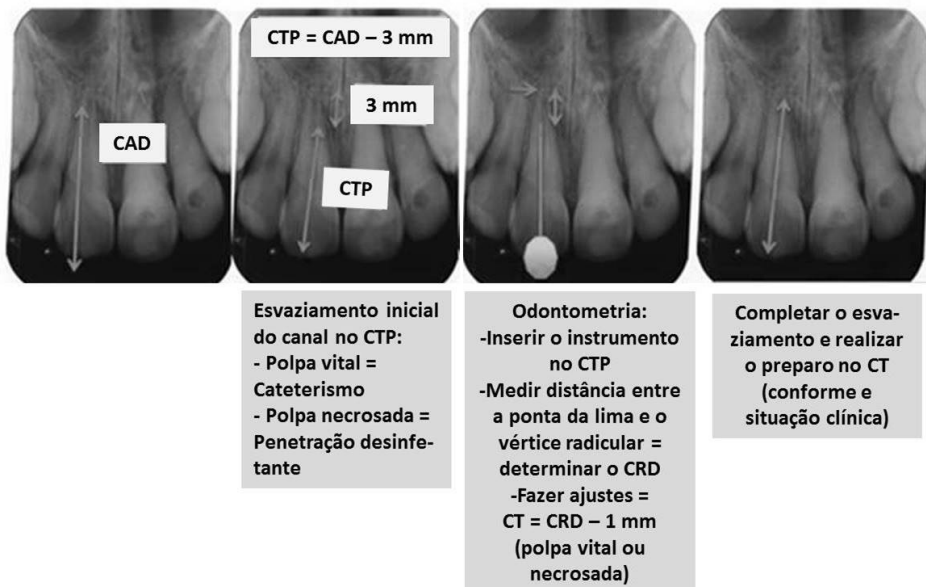 CAD
CTP = CAD – 3 mm
3 mm
CTP
Esvaziamento inicial
do canal no CTP:
- Polpa vital =
Cateterismo
- Polpa necrosada =
Penetração desinfe-
tante
Odontometria:
-Inserir o instrumento
no CTP
-Medir distância entre
a ponta da lima e o
vértice radicular =
determinar o CRD
-Fazer ajustes =
CT = CRD – 1 mm
(polpa vital ou
necrosada)
Completar o esva-
ziamento e realizar
o preparo no CT
(conforme e
situação clínica)